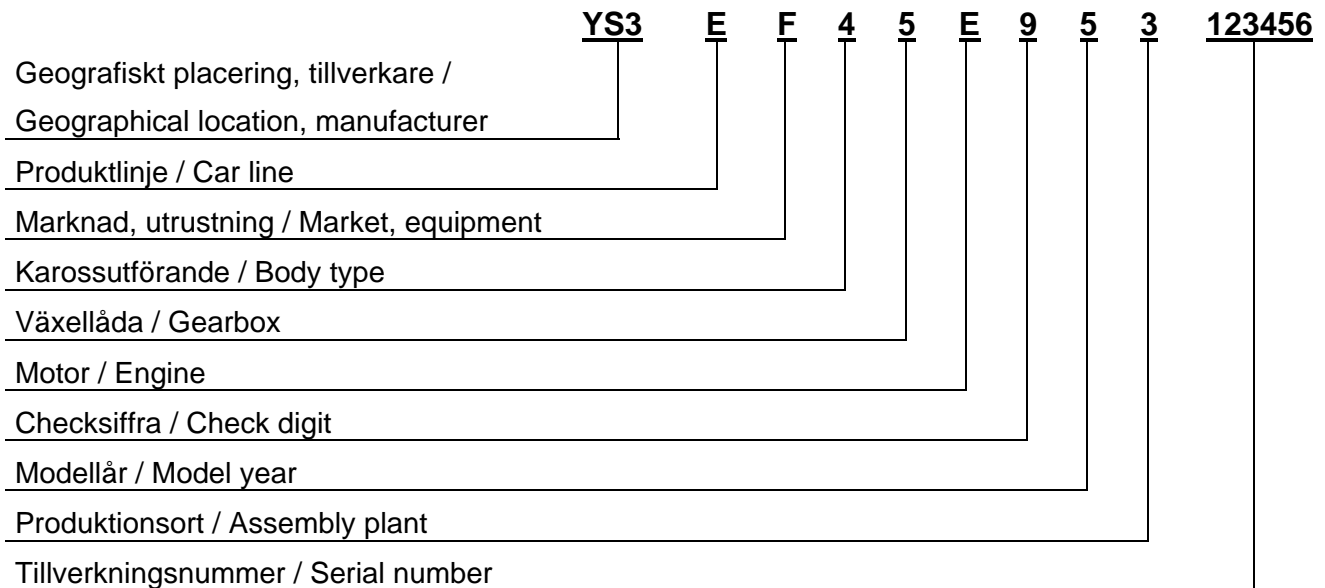 YS3 E F 4 5 E 9 5 3 123456
Geografiskt placering, tillverkare /
Geographical location, manufacturer
Produktlinje / Car line
Marknad, utrustning / Market, equipment
Karossutförande / Body type
Växellåda / Gearbox
Motor / Engine
Checksiffra / Check digit
Modellår / Model year
Produktionsort / Assembly plant
Tillverkningsnummer / Serial number